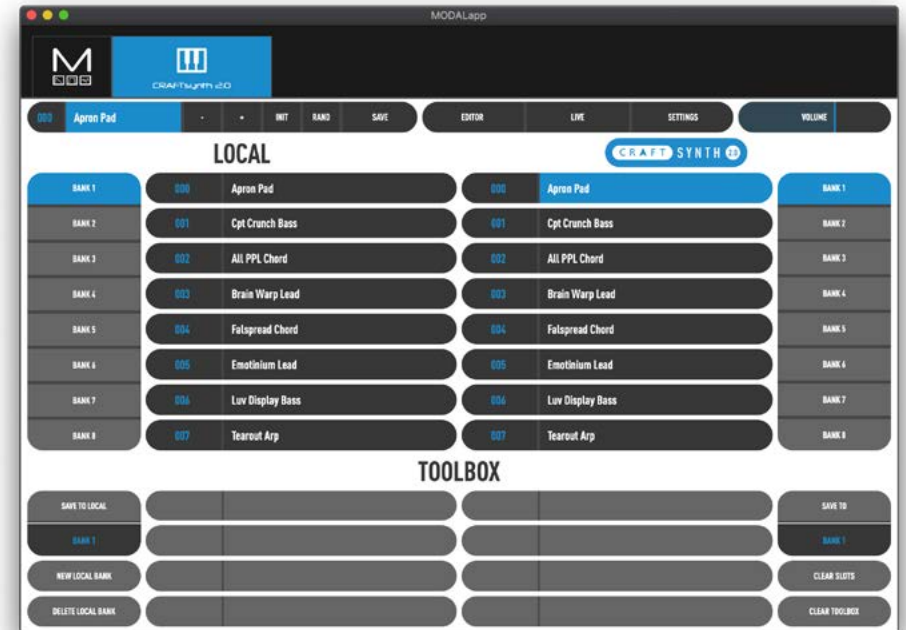 MODALapp
M
CRAFTsynth 2.0
000 Apron Pad - + INIT RAND SAVE EDITOR LIVE SETTINGS VOLUME
LOCAL CRAFT SYNTH 2.0
BANK 1 000 Apron Pad 000 Apron Pad BANK 1
BANK 2 001 Cpt Crunch Bass 001 Cpt Crunch Bass BANK 2
BANK 3 002 All PPL Chord 002 All PPL Chord BANK 3
BANK 4 003 Brain Warp Lead 003 Brain Warp Lead BANK 4
BANK 5 004 Falspread Chord 004 Falspread Chord BANK 5
BANK 6 005 Emotinium Lead 005 Emotinium Lead BANK 6
BANK 7 006 Luv Display Bass 006 Luv Display Bass BANK 7
BANK 8 007 Tearout Arp 007 Tearout Arp BANK 8
TOOLBOX
SAVE TO LOCAL SAVE TO
BANK 1 BANK 1
NEW LOCAL BANK CLEAR SLOTS
DELETE LOCAL BANK CLEAR TOOLBOX